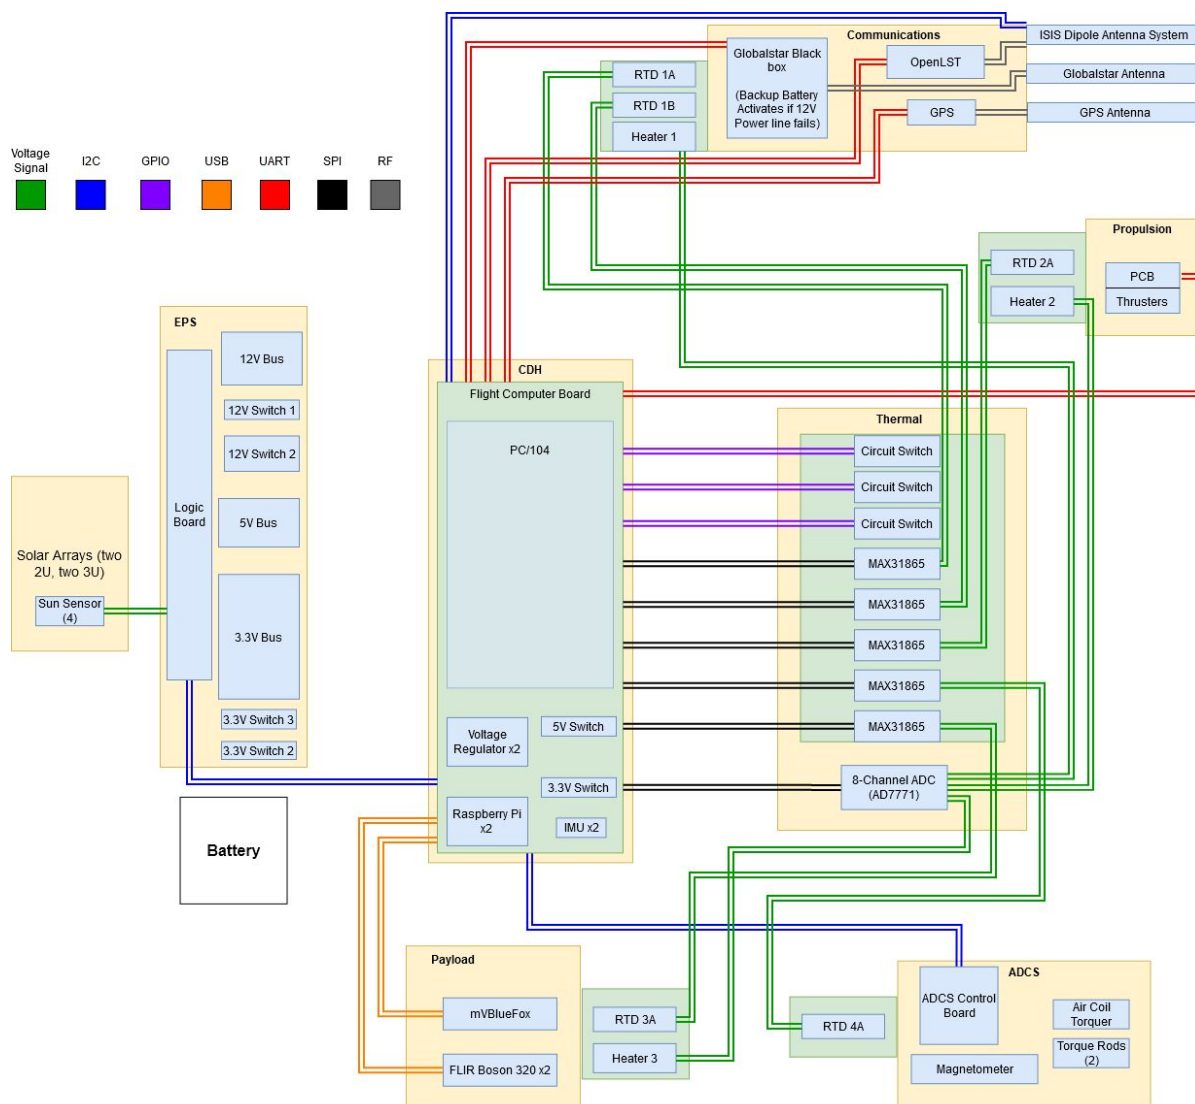 Communications
Globalstar Black
box
(Backup Battery
Activates if 12V
Power line fails)
OpenLST
GPS
ISIS Dipole Antenna System
Globalstar Antenna
GPS Antenna
RTD 1A
RTD 1B
Heater 1
Voltage
Signal
I2C
GPIO
USB
UART
SPI
RF
Propulsion
RTD 2A
Heater 2
PCB
Thrusters
EPS
12V Bus
12V Switch 1
12V Switch 2
Logic
Board
5V Bus
3.3V Bus
3.3V Switch 3
3.3V Switch 2
Solar Arrays (two
2U, two 3U)
Sun Sensor
(4)
Battery
CDH
Flight Computer Board
PC/104
Voltage
Regulator x2
5V Switch
3.3V Switch
Raspberry Pi
x2
IMU x2
Thermal
Circuit Switch
Circuit Switch
Circuit Switch
MAX31865
MAX31865
MAX31865
MAX31865
MAX31865
8-Channel ADC
(AD7771)
Payload
mVBlueFox
FLIR Boson 320 x2
RTD 3A
Heater 3
RTD 4A
ADCS
ADCS Control
Board
Air Coil
Torquer
Torque Rods
(2)
Magnetometer